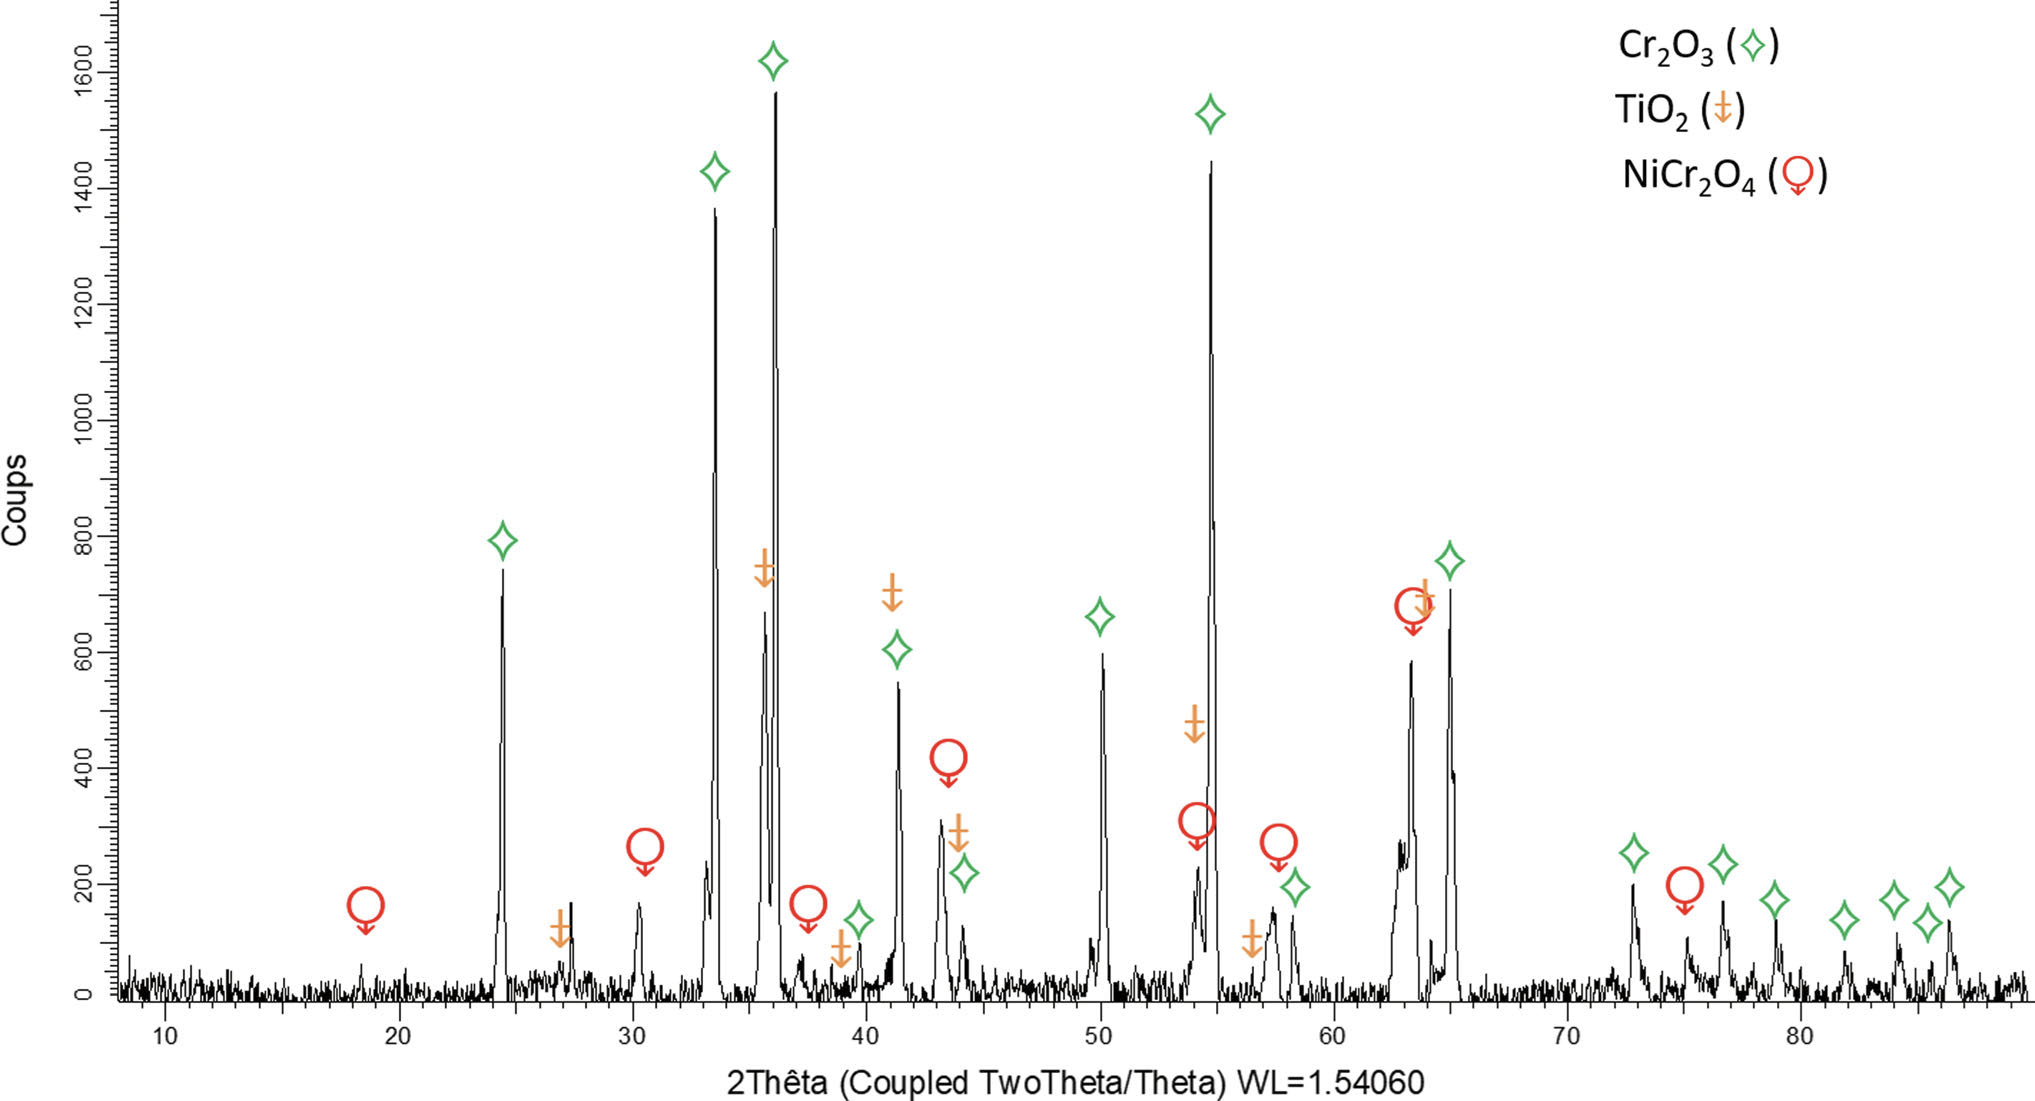 Cr₂O₃ (✧)
TiO₂ (⸸)
NiCr₂O₄ (♀)
Coups
1600
1400
1200
1000
800
600
400
200
0
10 20 30 40 50 60 70 80
2Thêta (Coupled TwoTheta/Theta) WL=1.54060